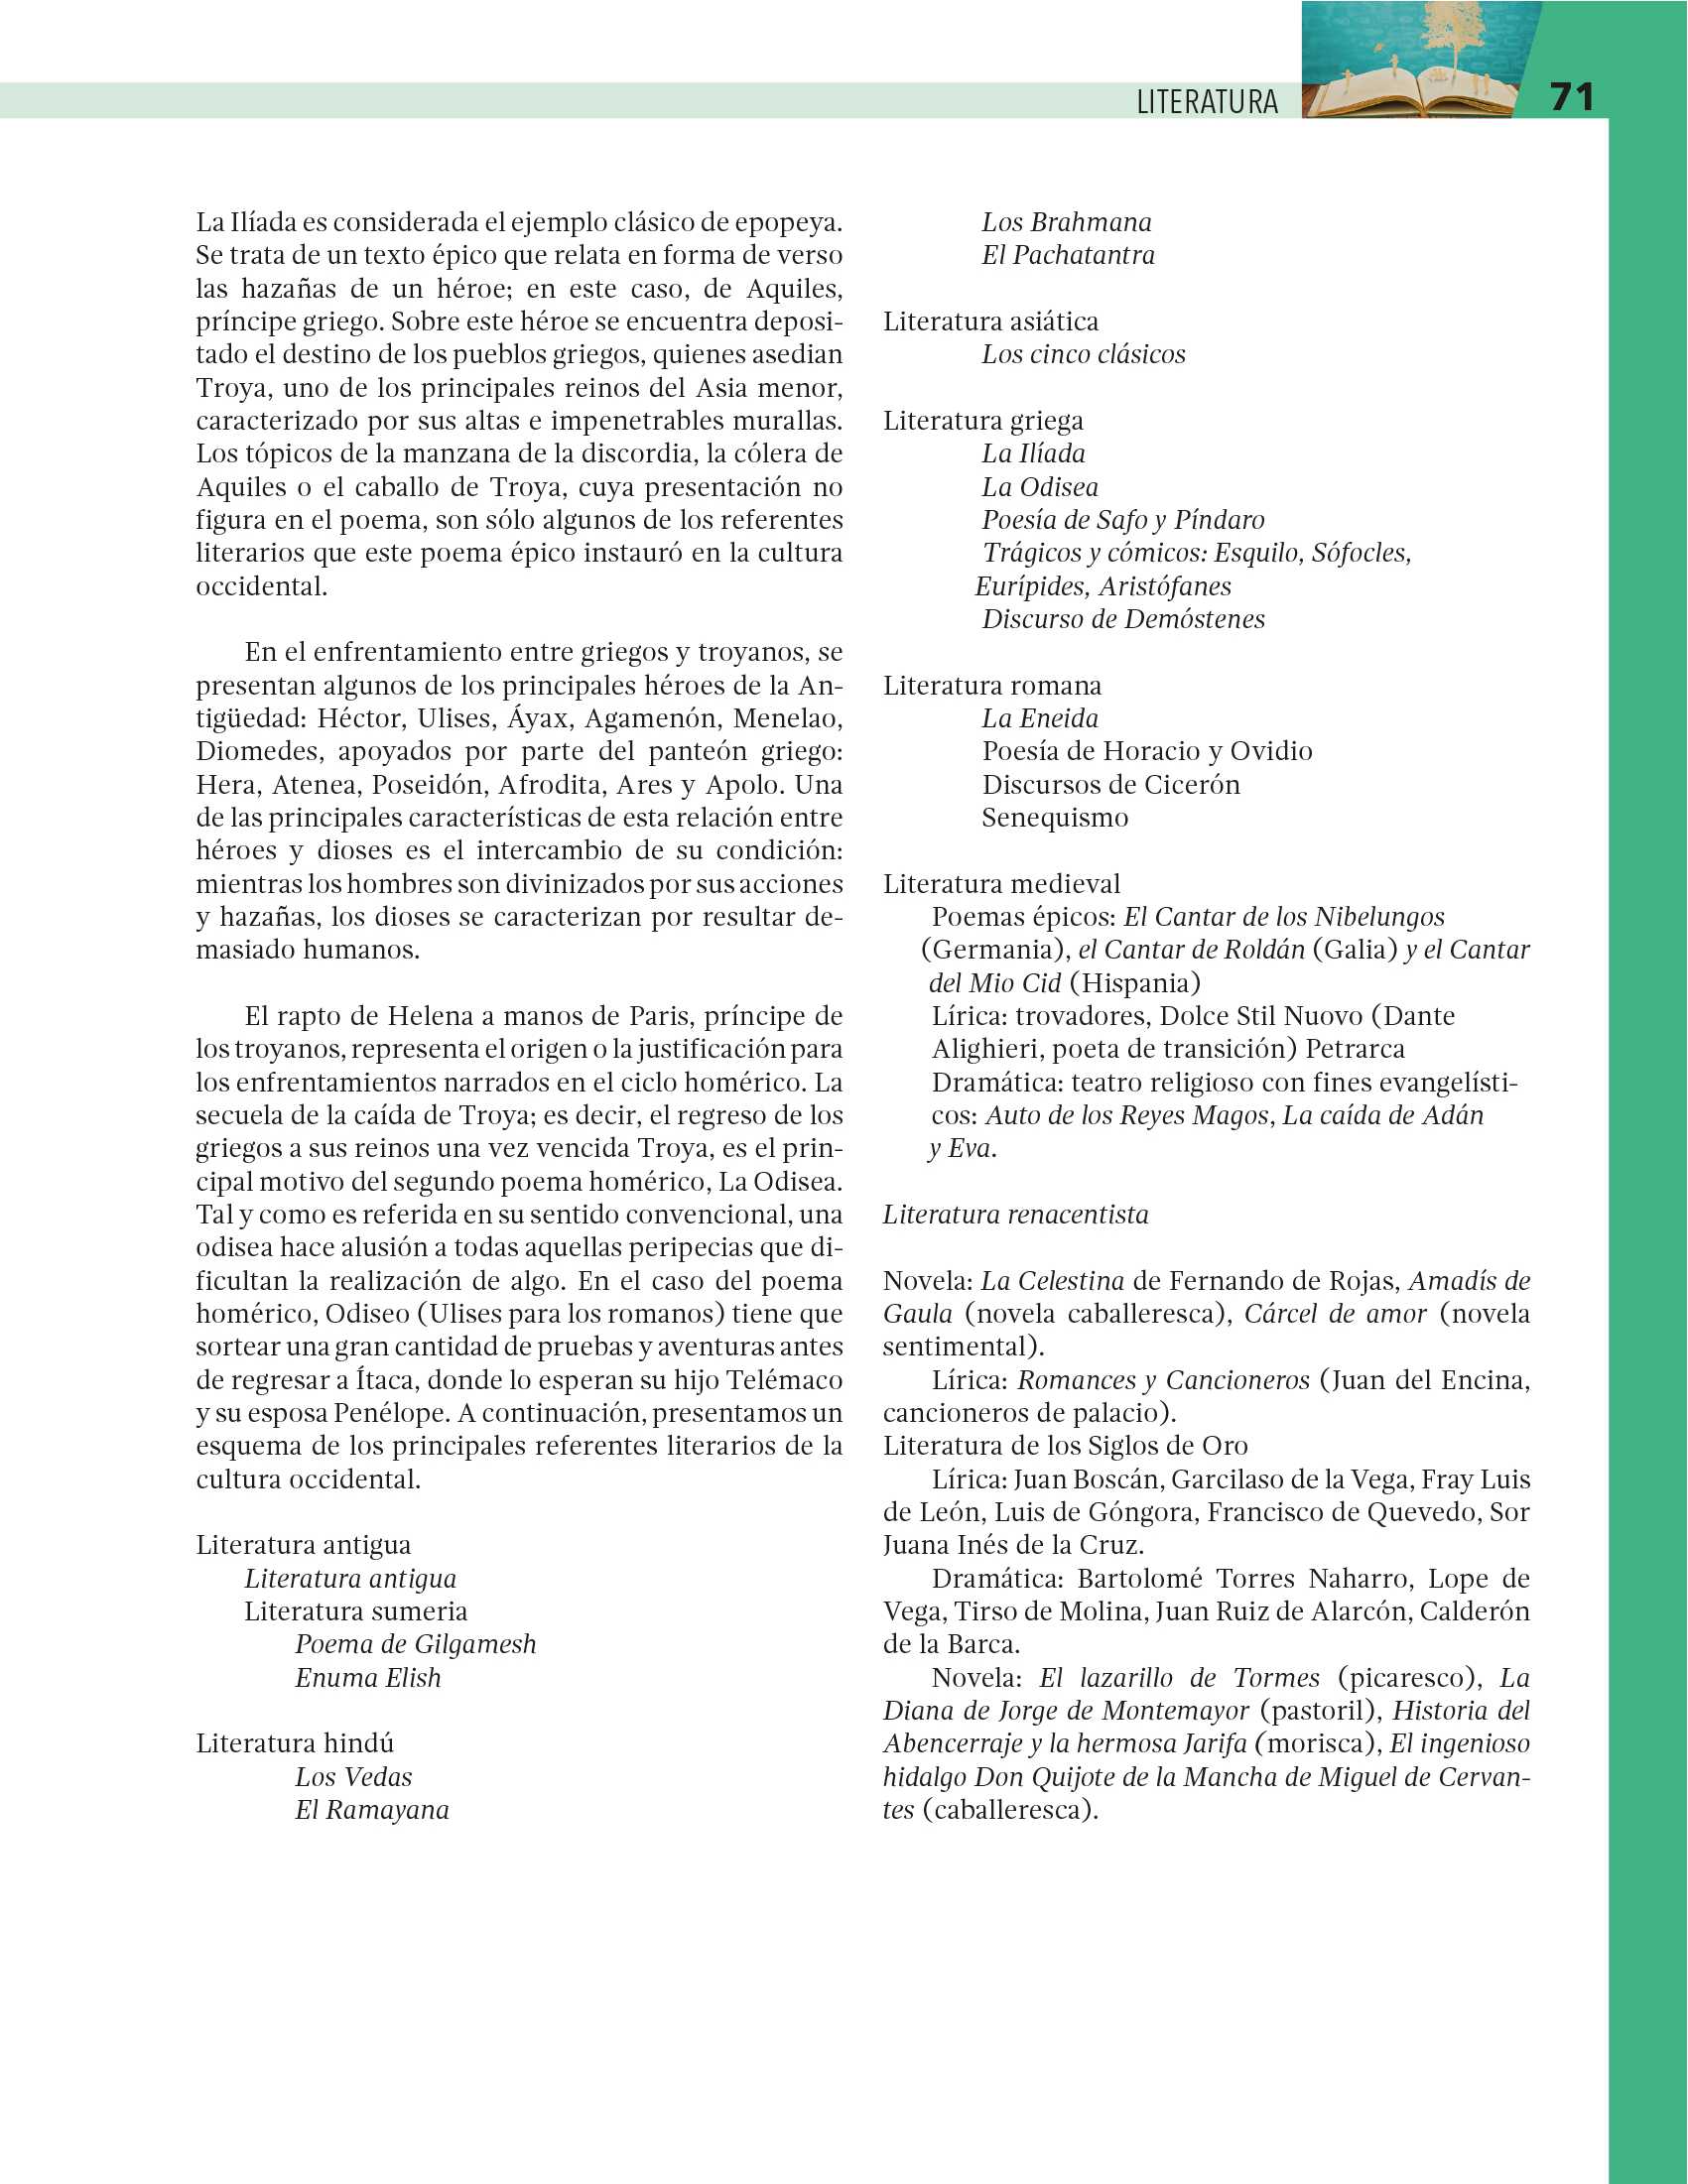 LITERATURA
71
La Ilíada es considerada el ejemplo clásico de epopeya.
Se trata de un texto épico que relata en forma de verso
las hazañas de un héroe; en este caso, de Aquiles,
príncipe griego. Sobre este héroe se encuentra deposi-
tado el destino de los pueblos griegos, quienes asedian
Troya, uno de los principales reinos del Asia menor,
caracterizado por sus altas e impenetrables murallas.
Los tópicos de la manzana de la discordia, la cólera de
Aquiles o el caballo de Troya, cuya presentación no
figura en el poema, son sólo algunos de los referentes
literarios que este poema épico instauró en la cultura
occidental.
En el enfrentamiento entre griegos y troyanos, se
presentan algunos de los principales héroes de la An-
tigüedad: Héctor, Ulises, Áyax, Agamenón, Menelao,
Diomedes, apoyados por parte del panteón griego:
Hera, Atenea, Poseidón, Afrodita, Ares y Apolo. Una
de las principales características de esta relación entre
héroes y dioses es el intercambio de su condición:
mientras los hombres son divinizados por sus acciones
y hazañas, los dioses se caracterizan por resultar de-
masiado humanos.
El rapto de Helena a manos de Paris, príncipe de
los troyanos, representa el origen o la justificación para
los enfrentamientos narrados en el ciclo homérico. La
secuela de la caída de Troya; es decir, el regreso de los
griegos a sus reinos una vez vencida Troya, es el prin-
cipal motivo del segundo poema homérico, La Odisea.
Tal y como es referida en su sentido convencional, una
odisea hace alusión a todas aquellas peripecias que di-
ficultan la realización de algo. En el caso del poema
homérico, Odiseo (Ulises para los romanos) tiene que
sortear una gran cantidad de pruebas y aventuras antes
de regresar a Ítaca, donde lo esperan su hijo Telémaco
y su esposa Penélope. A continuación, presentamos un
esquema de los principales referentes literarios de la
cultura occidental.
Literatura antigua
Literatura antigua
Literatura sumeria
Poema de Gilgamesh
Enuma Elish
Literatura hindú
Los Vedas
El Ramayana
Los Brahmana
El Pachatantra
Literatura asiática
Los cinco clásicos
Literatura griega
La Ilíada
La Odisea
Poesía de Safo y Píndaro
Trágicos y cómicos: Esquilo, Sófocles,
Eurípides, Aristófanes
Discurso de Demóstenes
Literatura romana
La Eneida
Poesía de Horacio y Ovidio
Discursos de Cicerón
Senequismo
Literatura medieval
Poemas épicos: El Cantar de los Nibelungos
(Germania), el Cantar de Roldán (Galia) y el Cantar
del Mio Cid (Hispania)
Lírica: trovadores, Dolce Stil Nuovo (Dante
Alighieri, poeta de transición) Petrarca
Dramática: teatro religioso con fines evangelísti-
cos: Auto de los Reyes Magos, La caída de Adán
y Eva.
Literatura renacentista
Novela: La Celestina de Fernando de Rojas, Amadís de
Gaula (novela caballeresca), Cárcel de amor (novela
sentimental).
Lírica: Romances y Cancioneros (Juan del Encina,
cancioneros de palacio).
Literatura de los Siglos de Oro
Lírica: Juan Boscán, Garcilaso de la Vega, Fray Luis
de León, Luis de Góngora, Francisco de Quevedo, Sor
Juana Inés de la Cruz.
Dramática: Bartolomé Torres Naharro, Lope de
Vega, Tirso de Molina, Juan Ruiz de Alarcón, Calderón
de la Barca.
Novela: El lazarillo de Tormes (picaresco), La
Diana de Jorge de Montemayor (pastoril), Historia del
Abencerraje y la hermosa Jarifa (morisca), El ingenioso
hidalgo Don Quijote de la Mancha de Miguel de Cervan-
tes (caballeresca).